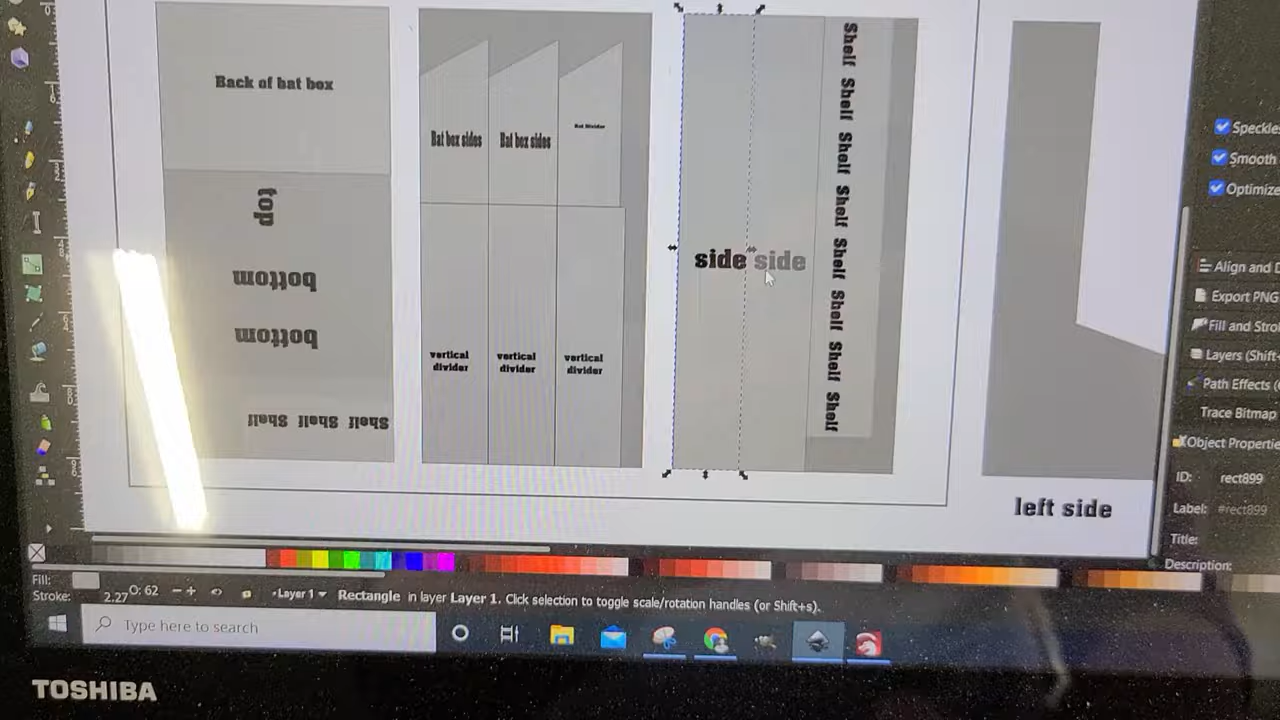 Back of bat box
top
bottom
bottom
Shelf Shelf Shelf
Bat box sides
Bat box sides
Bat Divider
vertical
divider
vertical
divider
vertical
divider
side side
Shelf Shelf Shelf Shelf Shelf Shelf Shelf Shelf
left side
Speckle
Smooth
Optimize
Align and D
Export PNG
Fill and Stro
Layers (Shift+
Path Effects (
Trace Bitmap
Object Propertie
ID: rect899
Label: #rect899
Title:
Description:
Fill:
Stroke: 2.27 O: 62 Layer 1 Rectangle in layer Layer 1. Click selection to toggle scale/rotation handles (or Shift+s).
Type here to search
TOSHIBA